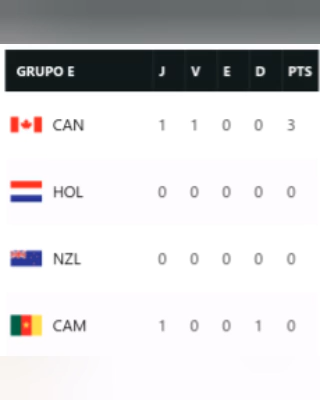 GRUPO E J V E D PTS
CAN 1 1 0 0 3
HOL 0 0 0 0 0
NZL 0 0 0 0 0
CAM 1 0 0 1 0